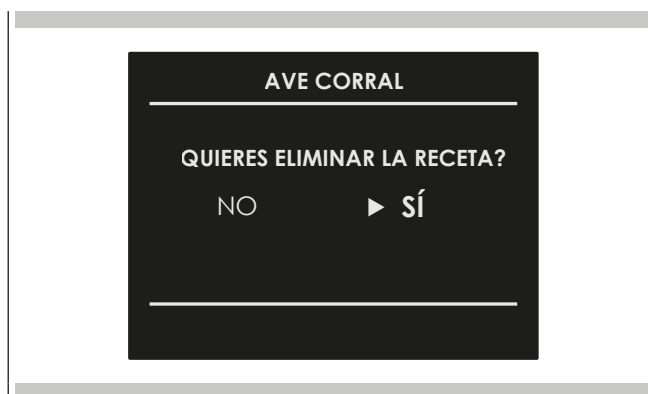 AVE CORRAL
QUIERES ELIMINAR LA RECETA?
NO ▶ SÍ